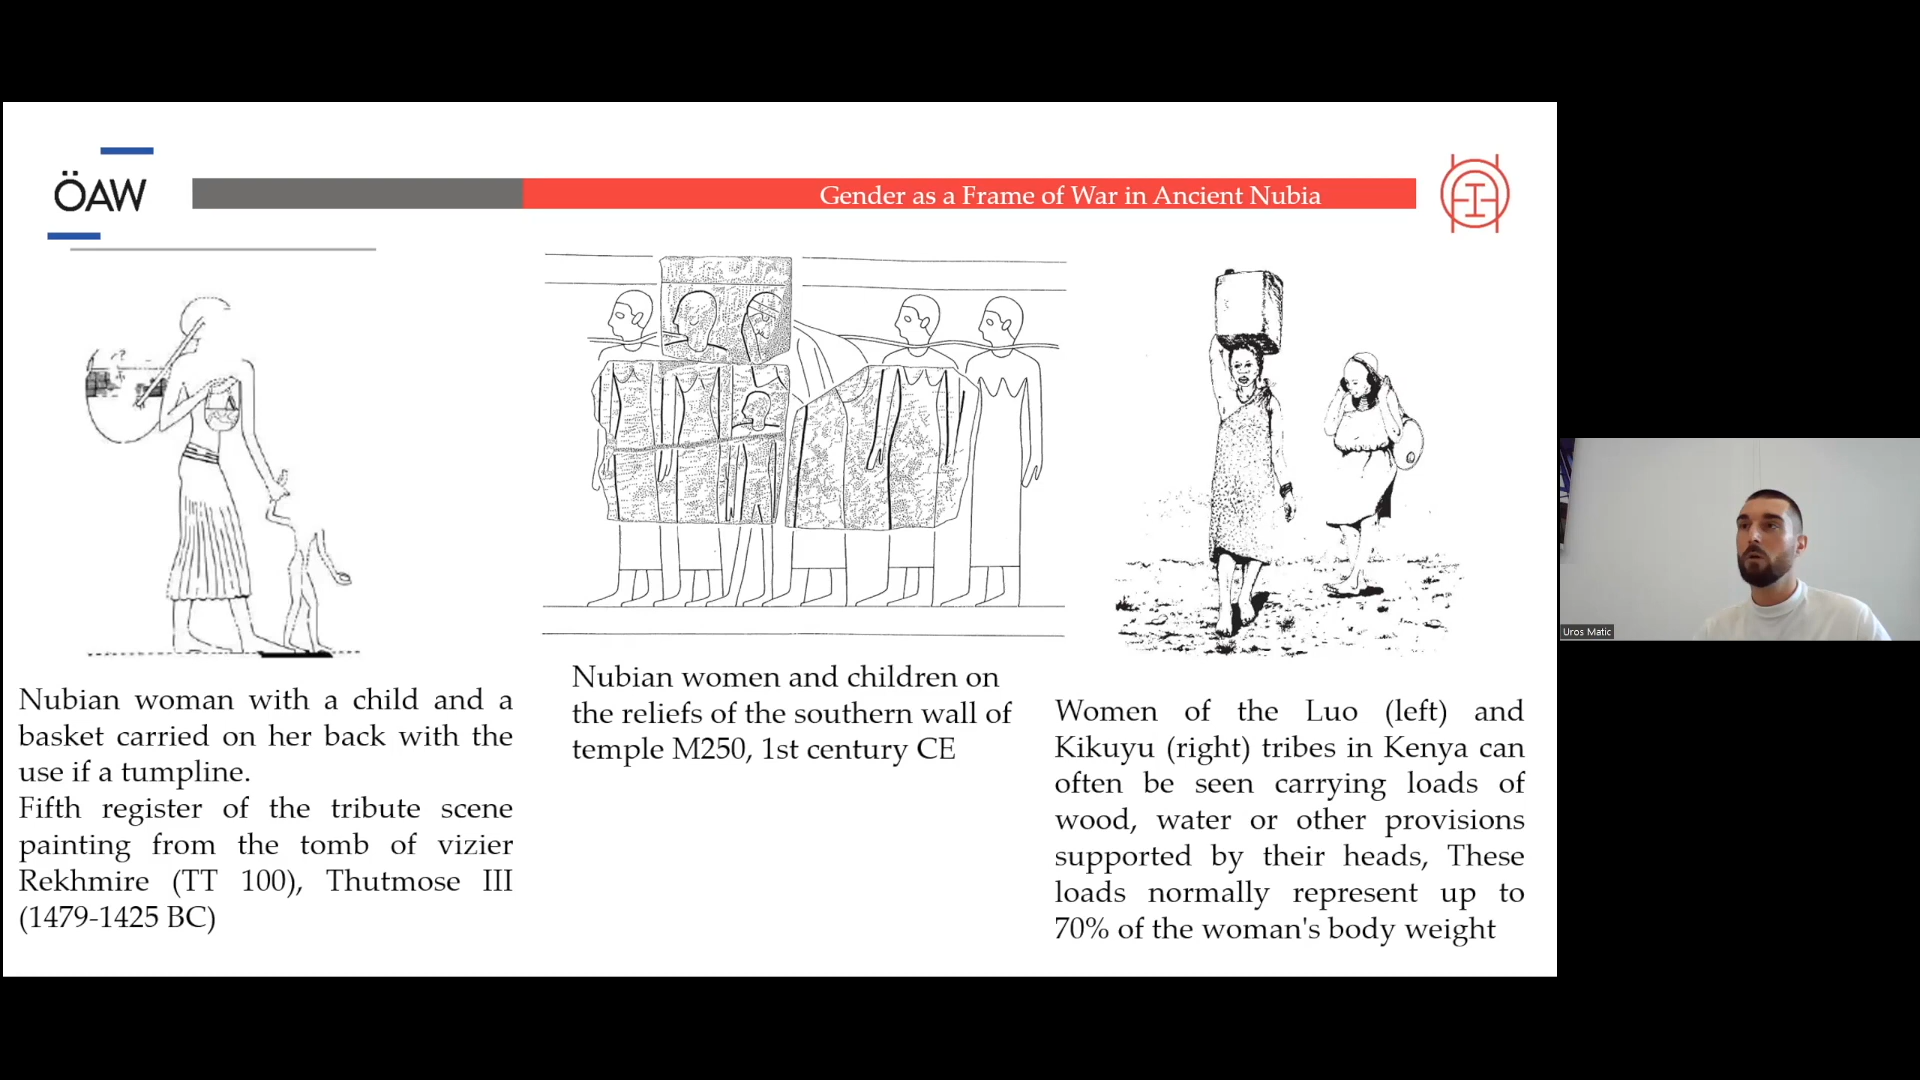 ÖAW
Gender as a Frame of War in Ancient Nubia
Nubian woman with a child and a
basket carried on her back with the
use if a tumpline.
Fifth register of the tribute scene
painting from the tomb of vizier
Rekhmire (TT 100), Thutmose III
(1479-1425 BC)
Nubian women and children on
the reliefs of the southern wall of
temple M250, 1st century CE
Women of the Luo (left) and
Kikuyu (right) tribes in Kenya can
often be seen carrying loads of
wood, water or other provisions
supported by their heads, These
loads normally represent up to
70% of the woman's body weight
Uros Matic